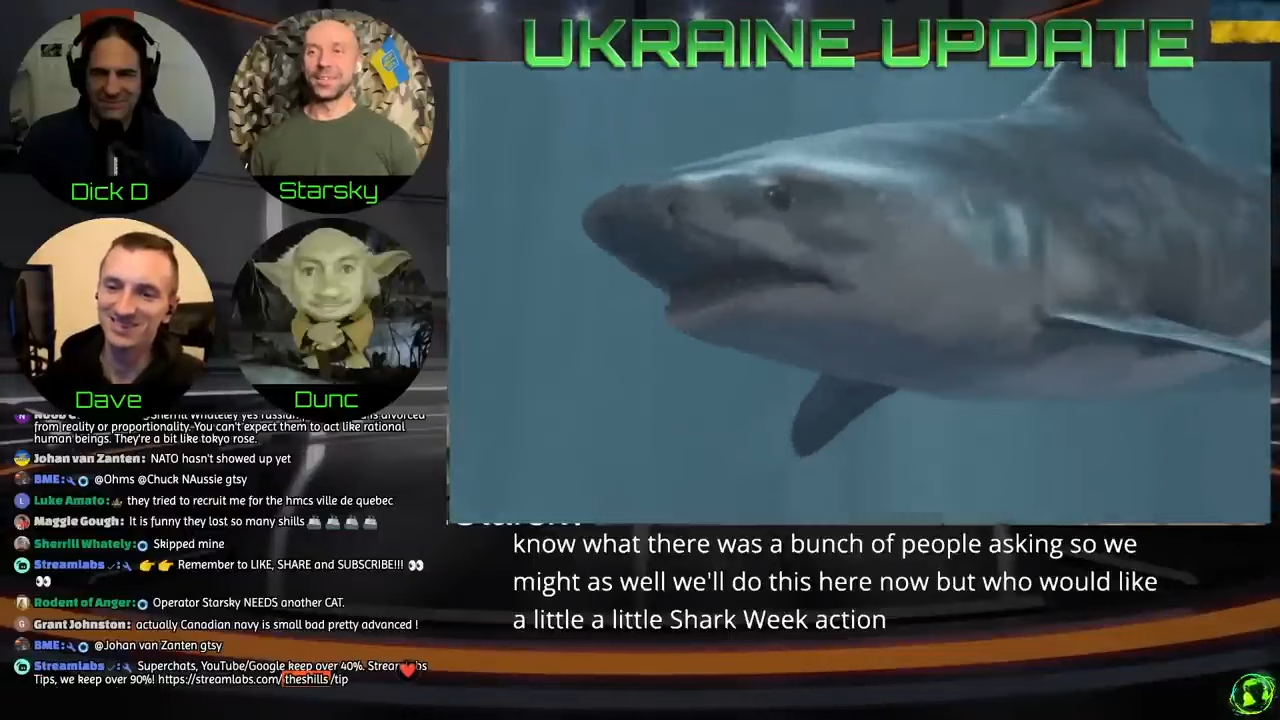 UKRAINE UPDATE
Dick D
Starsky
Dave
Dunc
from reality or proportionality. You can't expect them to act like rational
human beings. They're a bit like tokyo rose.
Johan van Zanten: NATO hasn't showed up yet
BME: @Ohms @Chuck NAussie gtsy
Luke Amato: they tried to recruit me for the hmcs ville de quebec
Maggie Gough: It is funny they lost so many shills
Sherrill Whately: Skipped mine
Streamlabs : Remember to LIKE, SHARE and SUBSCRIBE!!!
Rodent of Anger: Operator Starsky NEEDS another CAT.
Grant Johnston: actually Canadian navy is small bad pretty advanced !
BME: @Johan van Zanten gtsy
Streamlabs : Superchats, YouTube/Google keep over 40%.
Tips, we keep over 90%! https://streamlabs.com/theshills/tip
know what there was a bunch of people asking so we
might as well we'll do this here now but who would like
a little a little Shark Week action